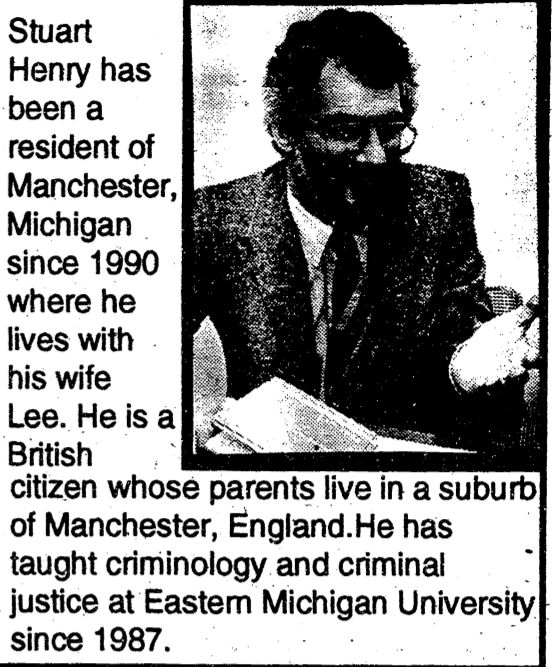 Stuart
Henry has
been a
resident of
Manchester,
Michigan
since 1990
where he
lives with
his wife
Lee. He is a
British
citizen whose parents live in a suburb
of Manchester, England.He has
taught criminology and criminal
justice at Eastern Michigan University
since 1987.